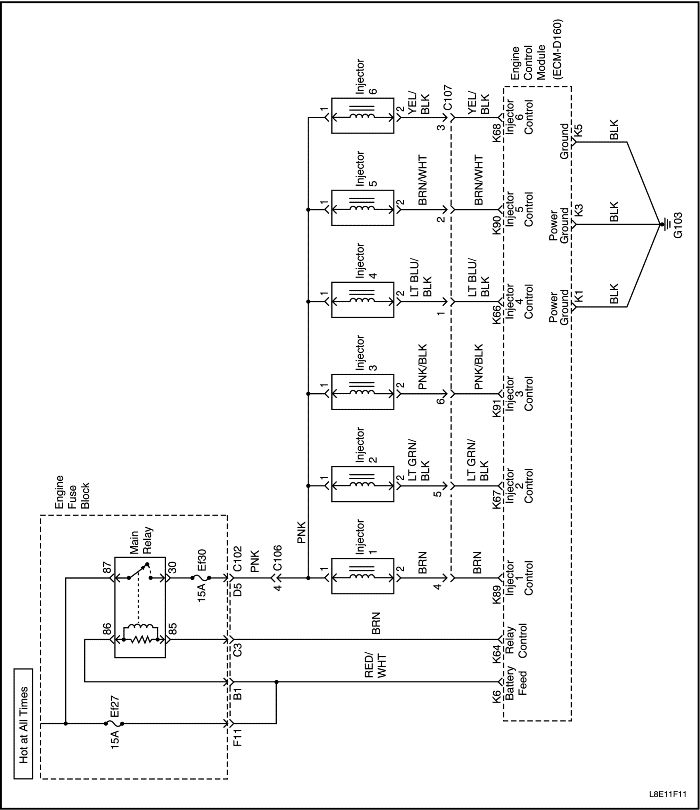 Hot at All Times
Engine
Fuse
Block
15A Ef27
Main
Relay
86
87
85
30
15A Ef30
F11
B1
C3
D5 C102
PNK
4 C106
PNK
RED/
WHT
BRN
1
Injector
1
2
BRN
4
BRN
1
Injector
2
2
LT GRN/
BLK
5
LT GRN/
BLK
1
Injector
3
2
PNK/BLK
6
PNK/BLK
1
Injector
4
2
LT BLU/
BLK
1
LT BLU/
BLK
1
Injector
5
2
BRN/WHT
2
BRN/WHT
1
Injector
6
2
YEL/
BLK
3
C107
YEL/
BLK
Engine
Control
Module
(ECM-D160)
K6
Battery
Feed
K64
Relay
Control
K89
Injector
1
Control
K67
Injector
2
Control
K91
Injector
3
Control
K66
Injector
4
Control
K90
Injector
5
Control
K68
Injector
6
Control
Power
Ground
K1
BLK
Power
Ground
K3
BLK
Ground
K5
BLK
G103
L8E11F11